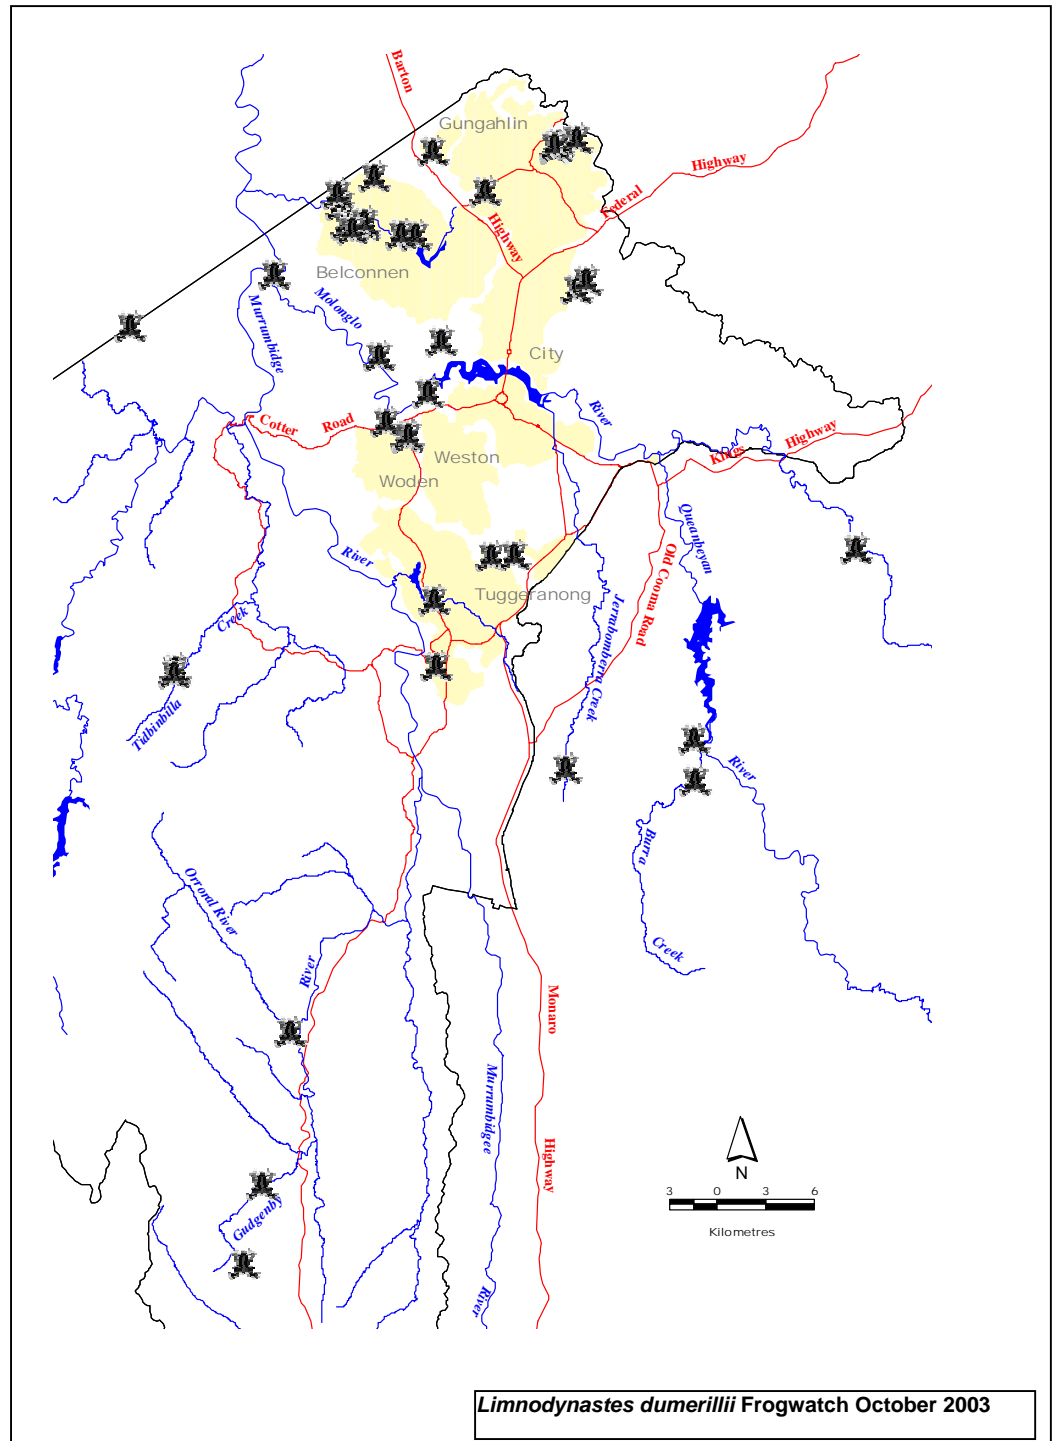 Barton
Gungahlin
Highway
Federal
Highway
Belconnen
Molonglo
Murrumbidge
City
River
Cotter Road
Highway
Kings
Weston
Woden
Queanbeyan
River
Old Cooma Road
Tuggeranong
Jerrabomberra Creek
Creek
Tidbinbilla
River
Burra
Orroral River
Creek
River
Monaro
Murrumbidgee
Highway
N
3 0 3 6
Kilometres
Gudgenby
River
Limnodynastes dumerillii Frogwatch October 2003